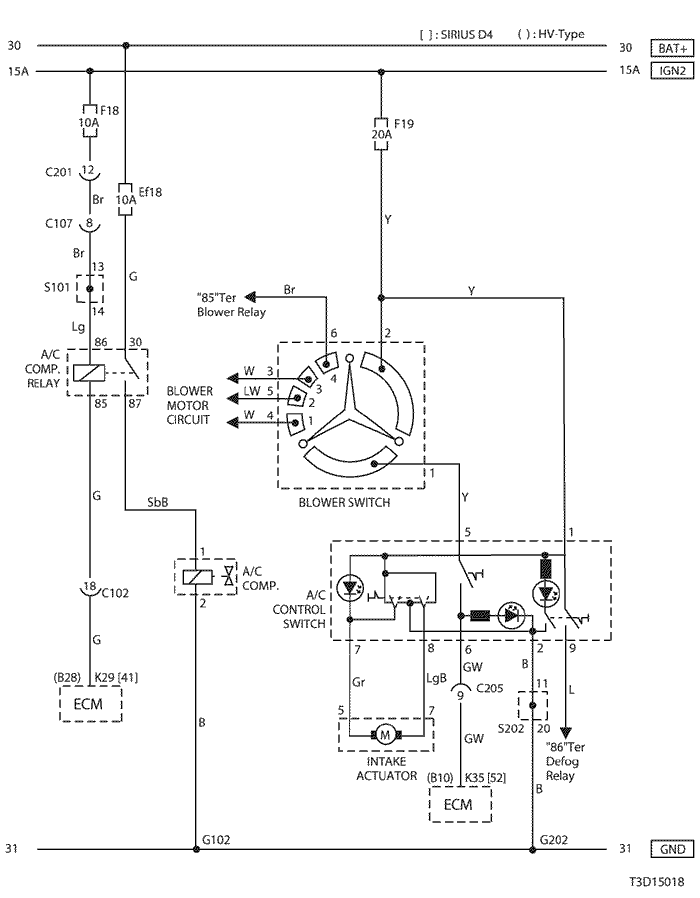 [ ] : SIRIUS D4 ( ) : HV-Type
30 30 BAT+
15A 15A IGN2
F18
10A
F19
20A
C201 12
Br
Ef18
10A
C107 8
Br
Y
13
S101
14
G
Lg
"85"Ter
Blower Relay
Br
Y
6 2
86 30
A/C
COMP.
RELAY
85 87
BLOWER
MOTOR
CIRCUIT
W 3
LW 5
W 4
4
3
2
1
1
BLOWER SWITCH
G
SbB
Y
5 1
1
A/C
COMP.
2
18
C102
A/C
CONTROL
SWITCH
7 8 6 2 9
G
(B28) K29 [41]
ECM
Gr
LgB
GW
B
L
C205
9
11
S202
20
5 7
M
INTAKE
ACTUATOR
GW
"86"Ter
Defog
Relay
B
B
(B10) K35 [52]
ECM
G102
G202
31 31 GND
T3D15018